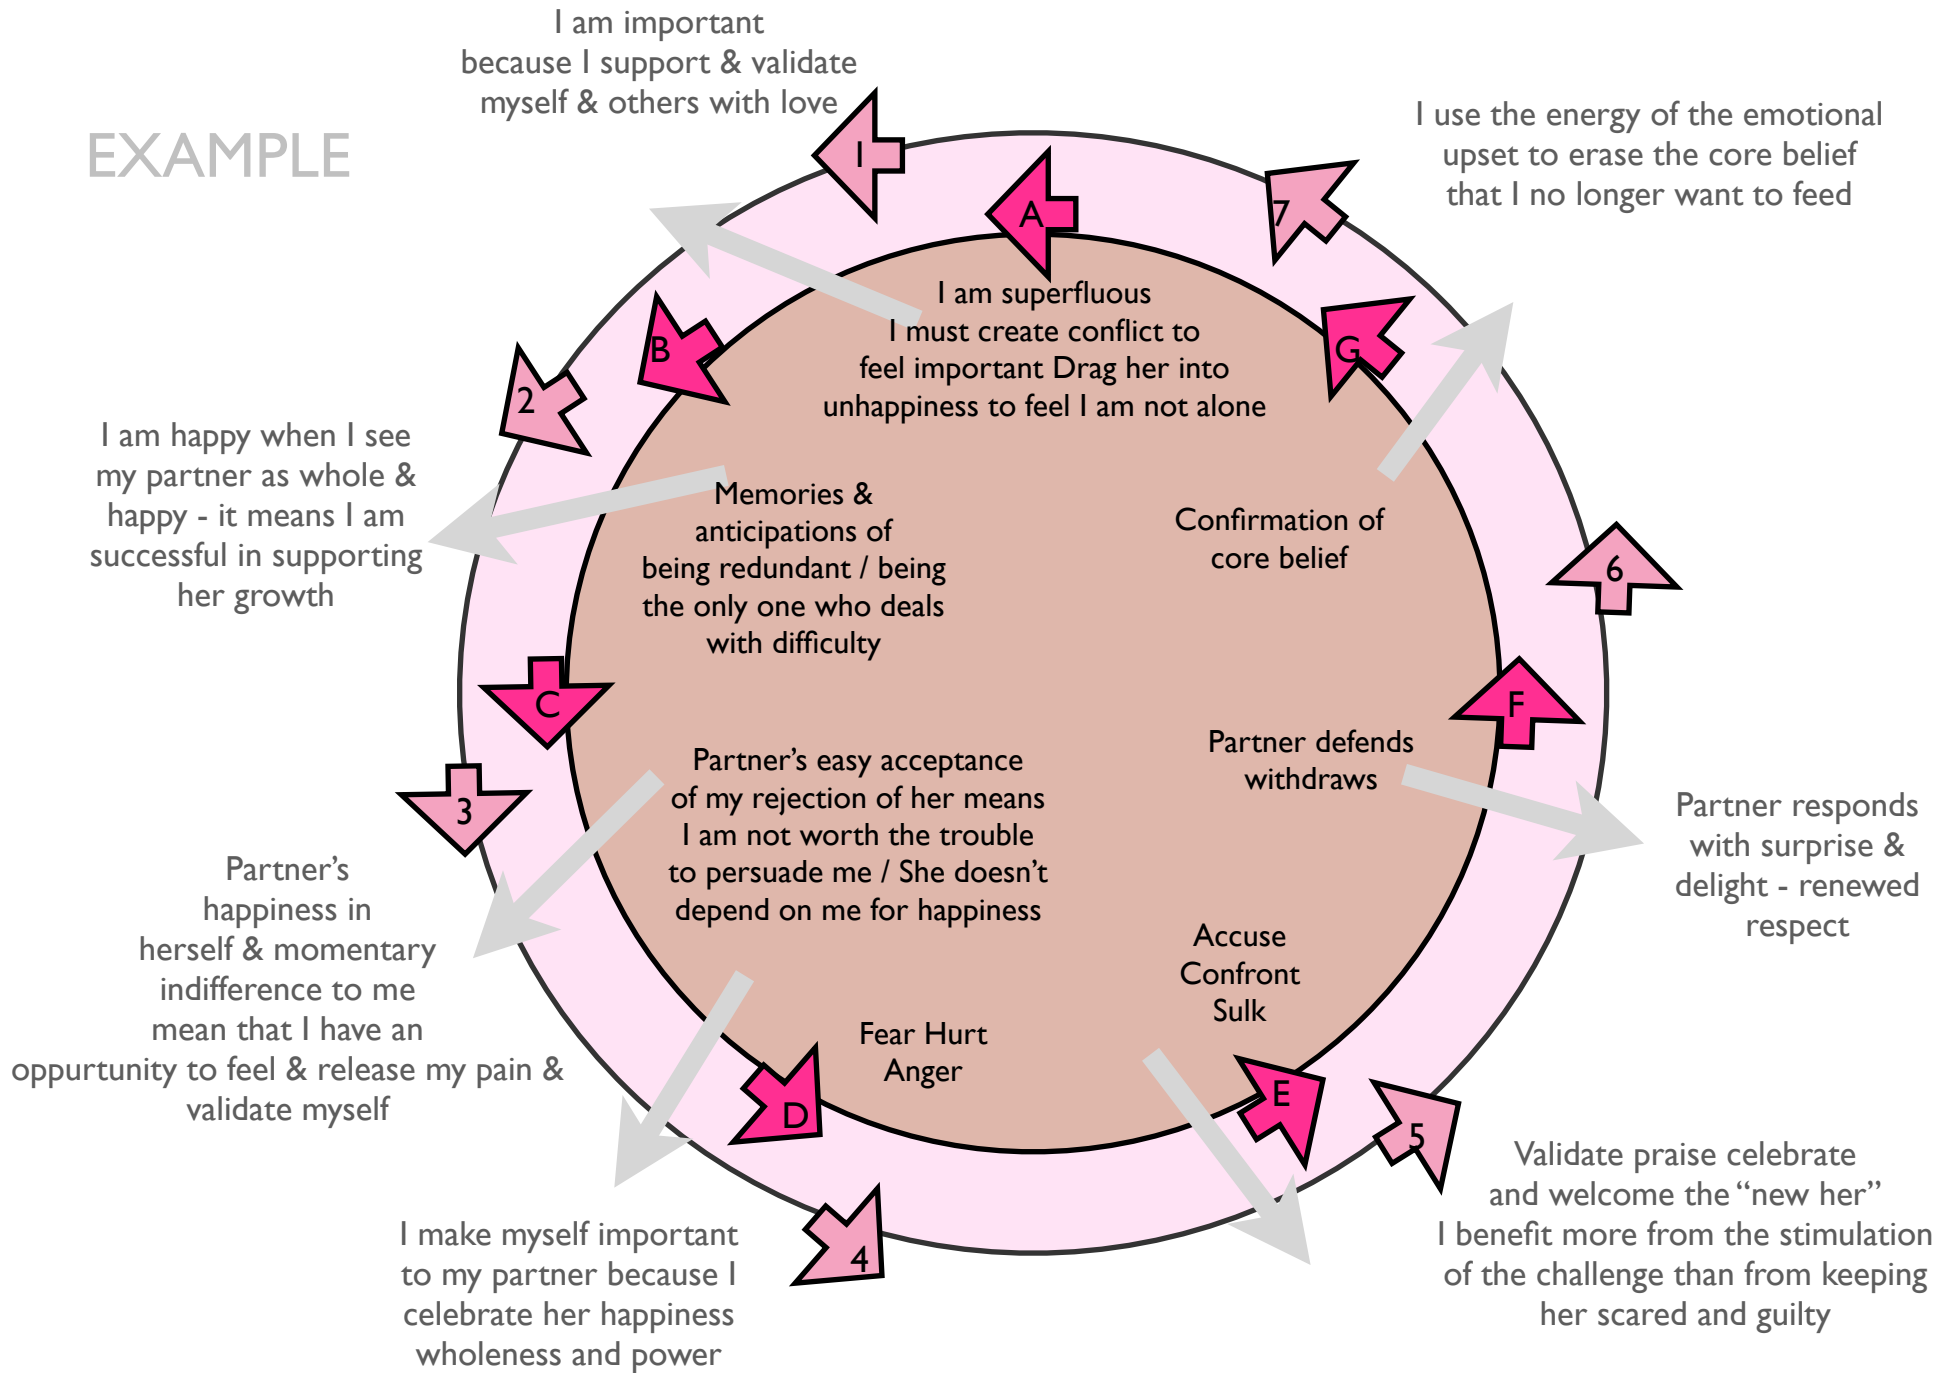 EXAMPLE
I am important
because I support & validate
myself & others with love
I use the energy of the emotional
upset to erase the core belief
that I no longer want to feed
1
A
7
B
G
2
I am superfluous
I must create conflict to
feel important Drag her into
unhappiness to feel I am not alone
I am happy when I see
my partner as whole &
happy - it means I am
successful in supporting
her growth
Memories &
anticipations of
being redundant / being
the only one who deals
with difficulty
Confirmation of
core belief
6
C
F
3
Partner’s easy acceptance
of my rejection of her means
I am not worth the trouble
to persuade me / She doesn’t
depend on me for happiness
Partner defends
withdraws
Partner responds
with surprise &
delight - renewed
respect
Partner’s
happiness in
herself & momentary
indifference to me
mean that I have an
oppurtunity to feel & release my pain &
validate myself
Accuse
Confront
Sulk
Fear Hurt
Anger
D
E
5
4
I make myself important
to my partner because I
celebrate her happiness
wholeness and power
Validate praise celebrate
and welcome the “new her”
I benefit more from the stimulation
of the challenge than from keeping
her scared and guilty